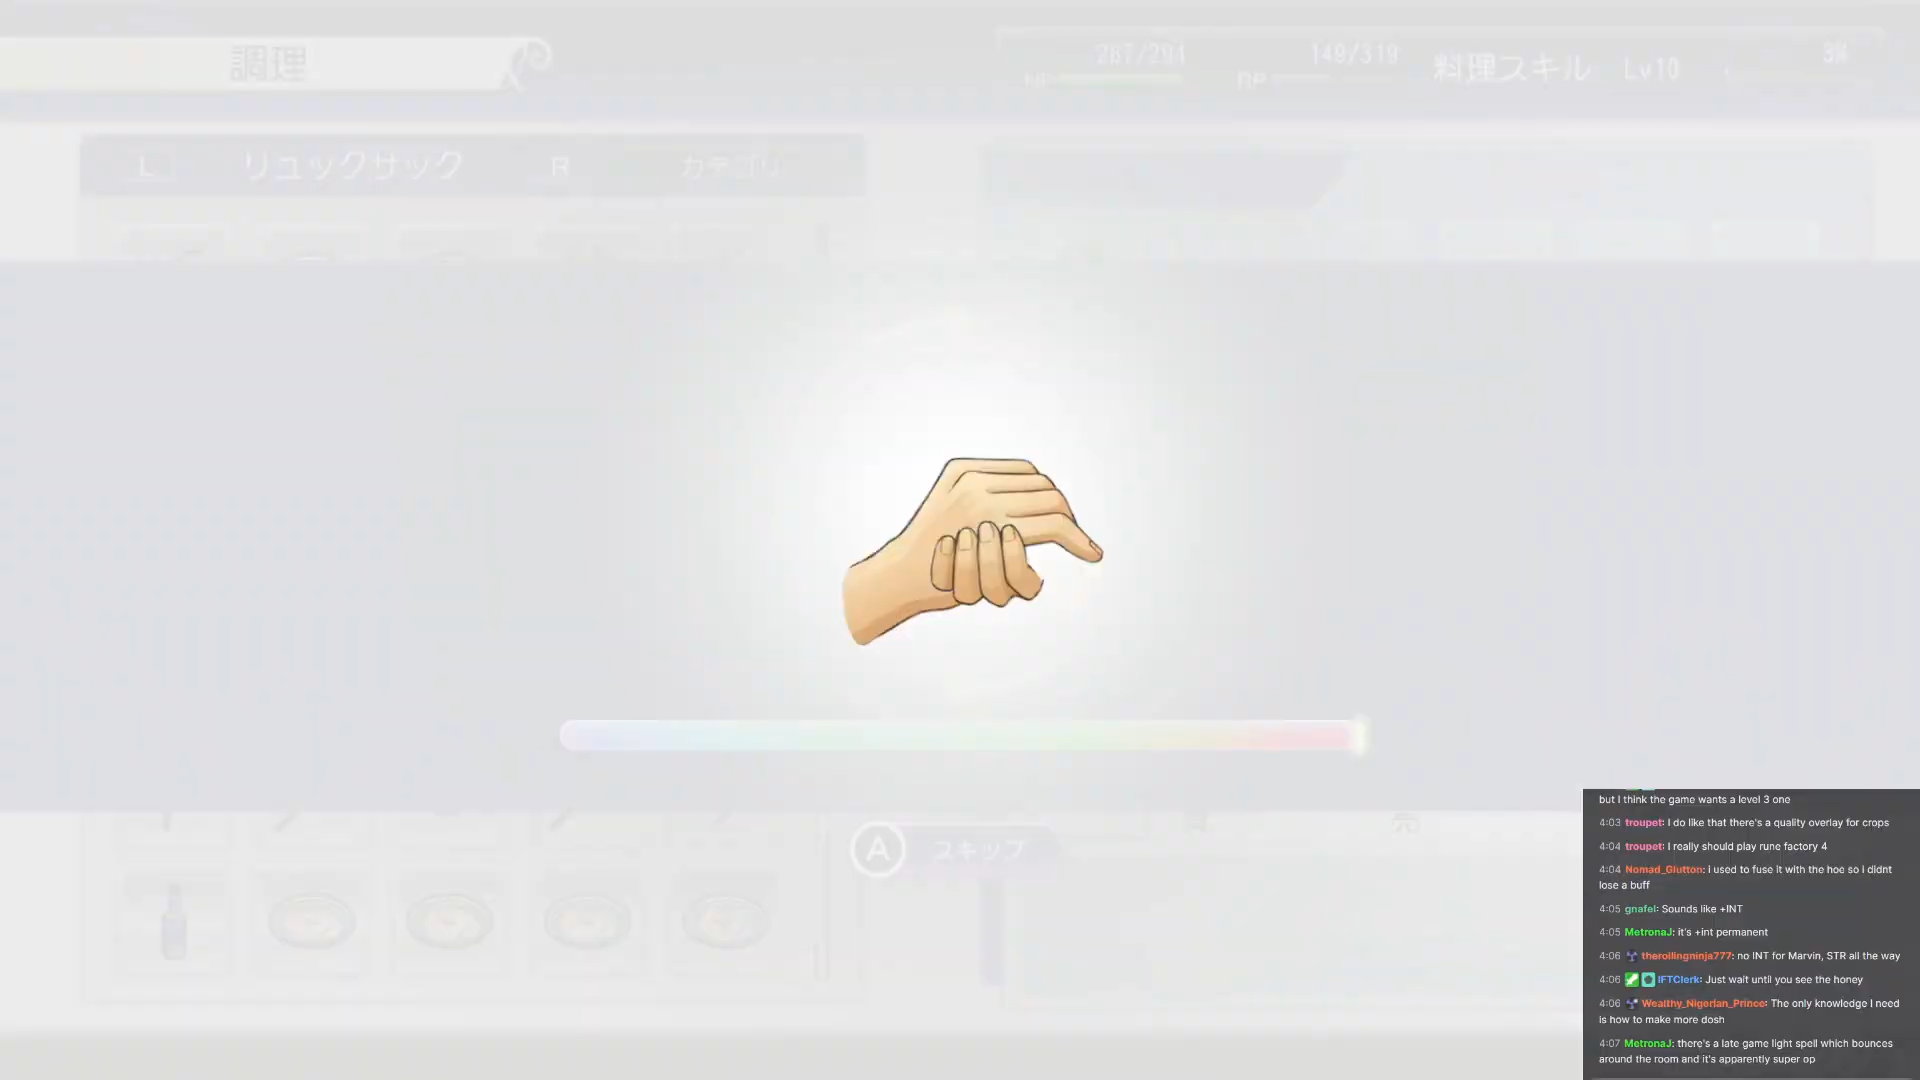 調理
287/291
HP
149/319
RP
料理スキル Lv10
3%
L リュックサック R カテゴリ
A スキップ
but I think the game wants a level 3 one
4:03 troupet: I do like that there's a quality overlay for crops
4:04 troupet: I really should play rune factory 4
4:04 Nomad_Glutton: i used to fuse it with the hoe so i didnt
lose a buff
4:05 gnafel: Sounds like +INT
4:05 MetronaJ: it's +int permanent
4:06 therollingninja777: no INT for Marvin, STR all the way
4:06 IFTClerk: Just wait until you see the honey
4:06 Wealthy_Nigerian_Prince: The only knowledge I need
is how to make more dosh
4:07 MetronaJ: there's a late game light spell which bounces
around the room and it's apparently super op